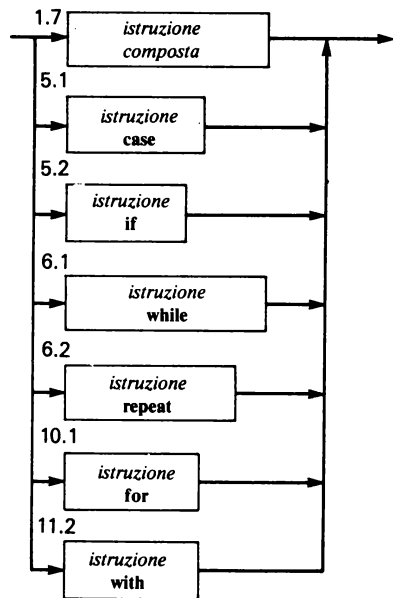 1.7
istruzione
composta
5.1
istruzione
case
5.2
istruzione
if
6.1
istruzione
while
6.2
istruzione
repeat
10.1
istruzione
for
11.2
istruzione
with